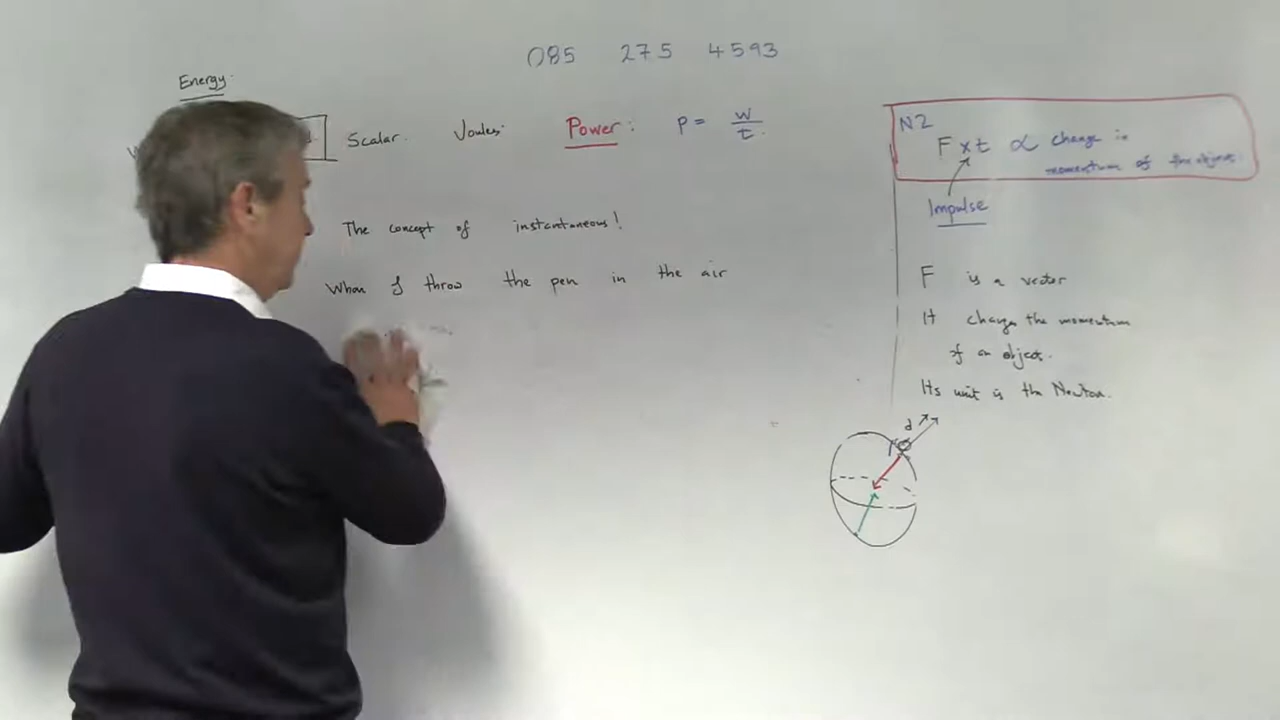 085 275 4593
Energy:
Scalar. Joules: Power: P = W/t.
The concept of instantaneous!
When I throw the pen in the air
N2
F x t ∝ change in
momentum of the object.
Impulse
F is a vector
It change the momentum
of an object.
Its unit is the Newton.
d